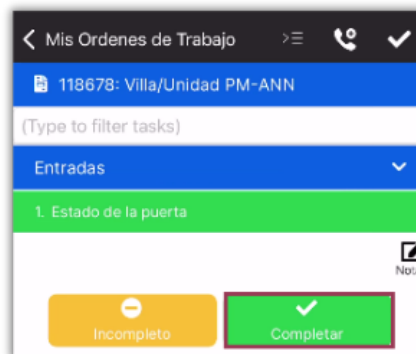 Mis Ordenes de Trabajo
118678: Villa/Unidad PM-ANN
(Type to filter tasks)
Entradas
1. Estado de la puerta
Incompleto
Completar